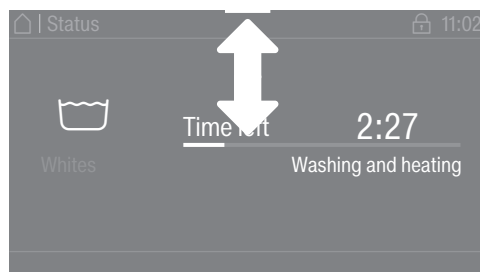 | Status 11:02
Time left 2:27
Whites Washing and heating